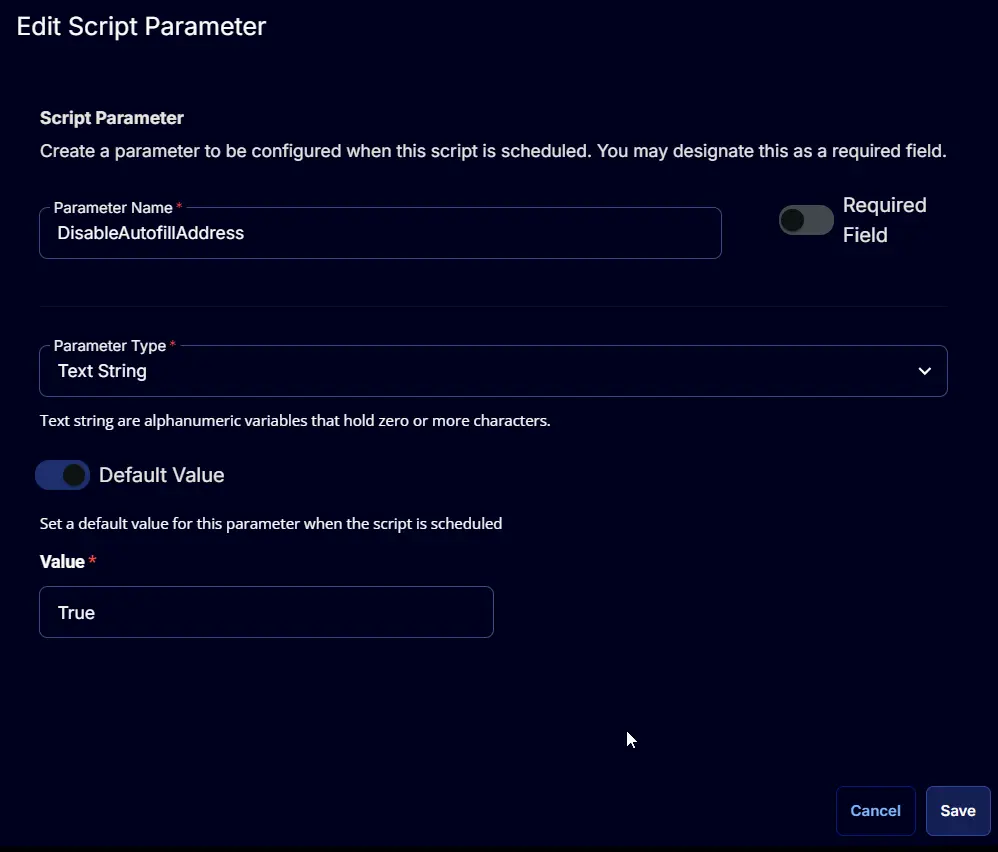 Edit Script Parameter
Script Parameter
Create a parameter to be configured when this script is scheduled. You may designate this as a required field.
Parameter Name *
DisableAutofillAddress
Required
Field
Parameter Type *
Text String
Text string are alphanumeric variables that hold zero or more characters.
Default Value
Set a default value for this parameter when the script is scheduled
Value *
True
Cancel
Save